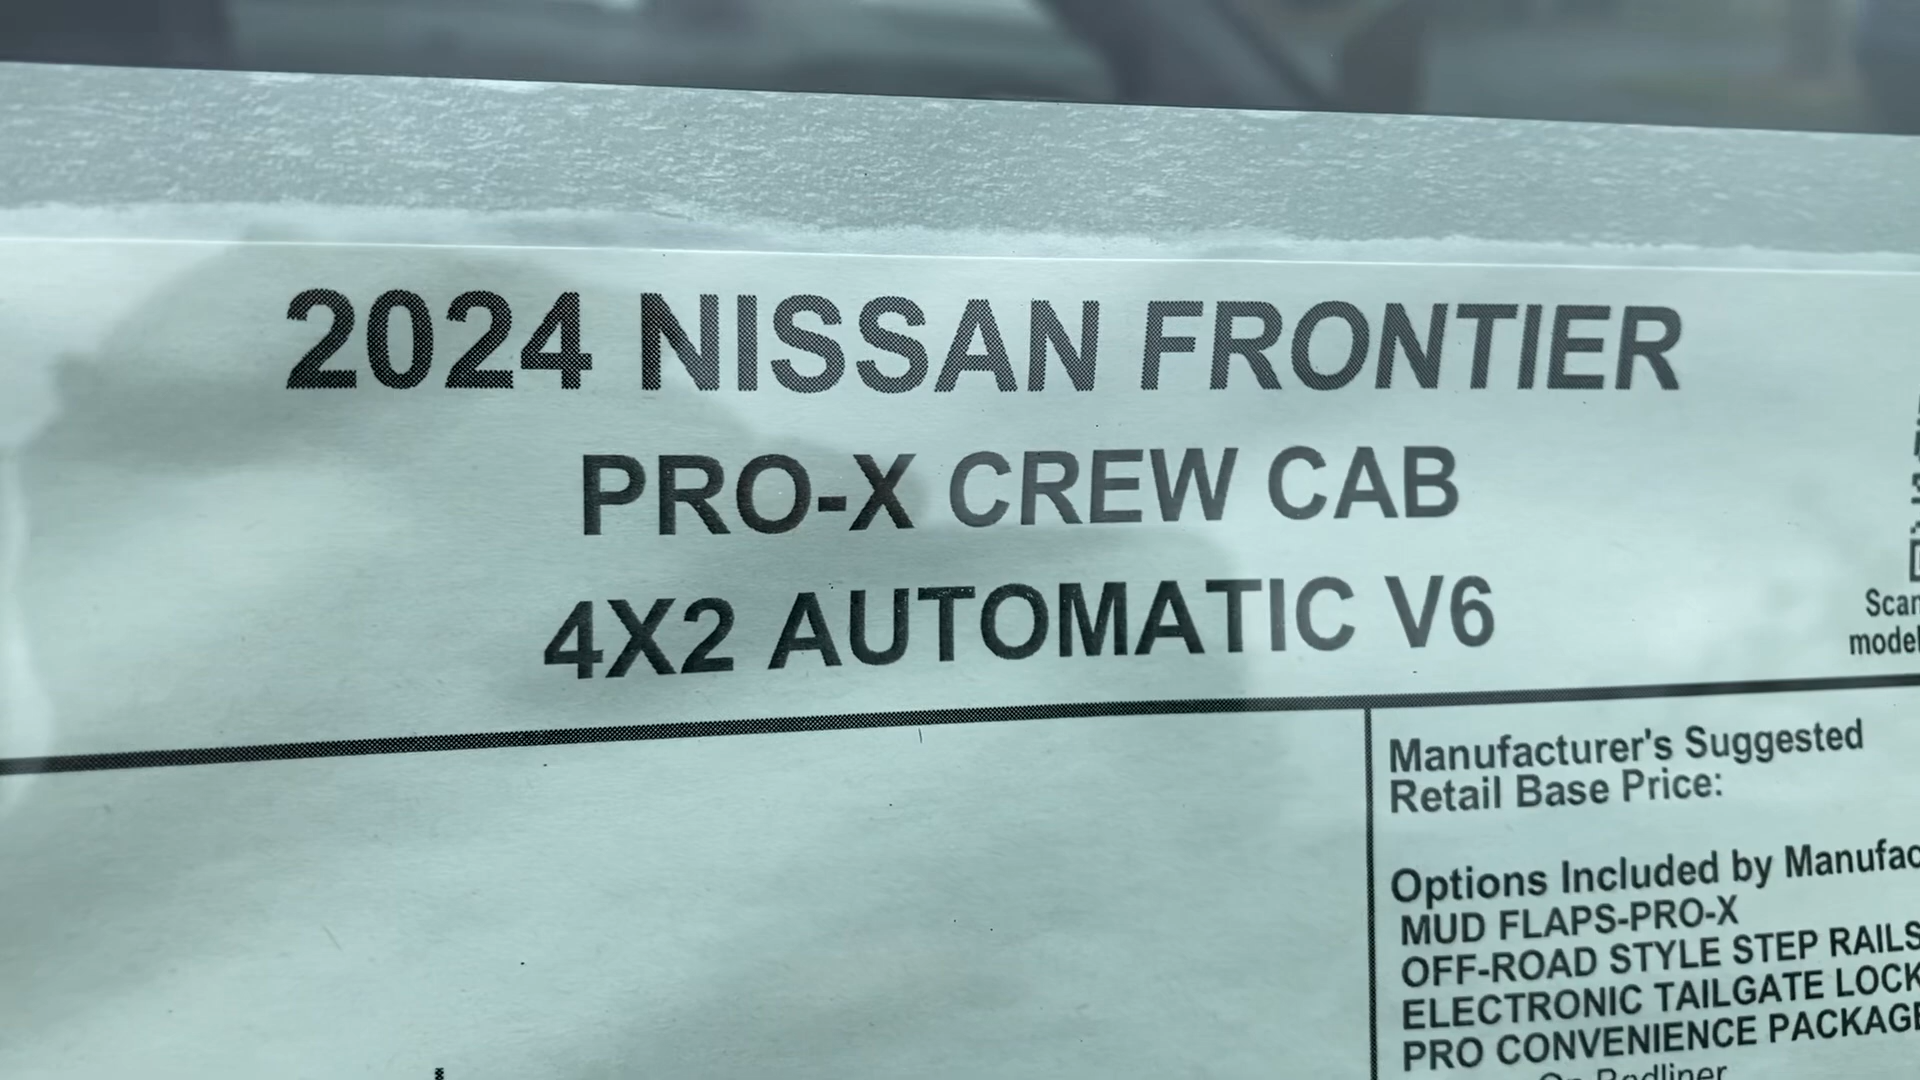 2024 NISSAN FRONTIER
PRO-X CREW CAB
4X2 AUTOMATIC V6
Scan
model
Manufacturer's Suggested
Retail Base Price:
Options Included by Manufac
MUD FLAPS-PRO-X
OFF-ROAD STYLE STEP RAILS
ELECTRONIC TAILGATE LOCK
PRO CONVENIENCE PACKAGE